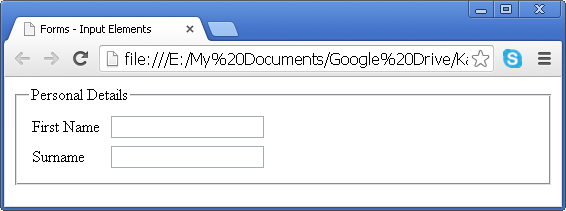 Forms - Input Elements
file:///E:/My%20Documents/Google%20Drive/Ka
Personal Details
First Name
Surname